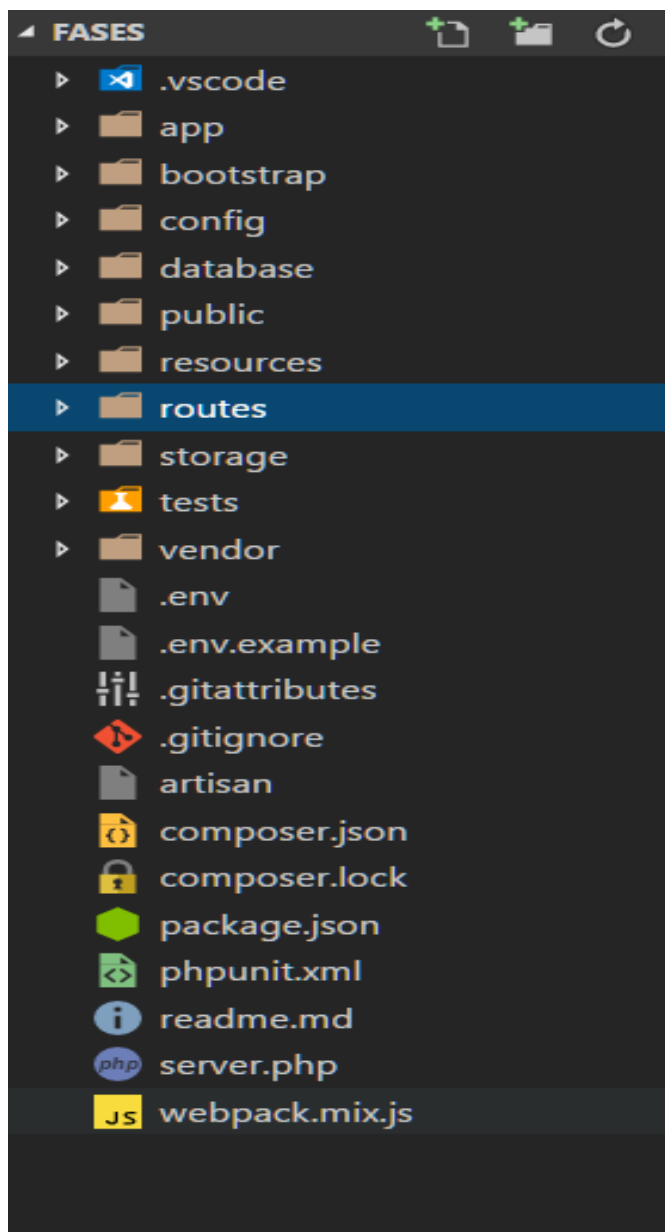 FASES
.vscode
app
bootstrap
config
database
public
resources
routes
storage
tests
vendor
.env
.env.example
.gitattributes
.gitignore
artisan
{} composer.json
composer.lock
package.json
<> phpunit.xml
i readme.md
php server.php
JS webpack.mix.js